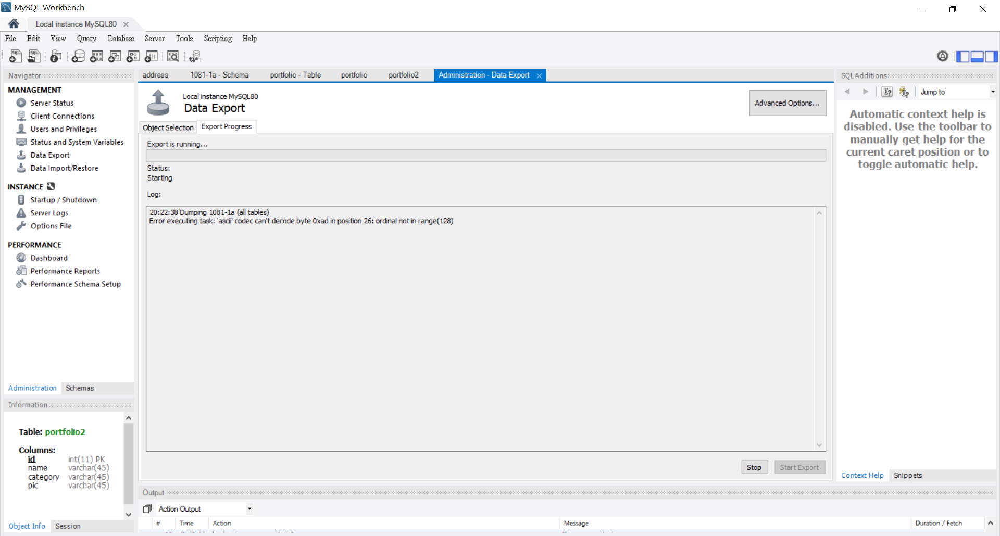 MySQL Workbench
Local instance MySQL80
File Edit View Query Database Server Tools Scripting Help
Navigator
MANAGEMENT
Server Status
Client Connections
Users and Privileges
Status and System Variables
Data Export
Data Import/Restore
INSTANCE
Startup / Shutdown
Server Logs
Options File
PERFORMANCE
Dashboard
Performance Reports
Performance Schema Setup
Administration Schemas
Information
Table: portfolio2
Columns:
id int(11) PK
name varchar(45)
category varchar(45)
pic varchar(45)
Object Info Session
address 1081-1a - Schema portfolio - Table portfolio portfolio2 Administration - Data Export
Local instance MySQL80
Data Export
Advanced Options...
Object Selection Export Progress
Export is running...
Status:
Starting
Log:
20:22:38 Dumping 1081-1a (all tables)
Error executing task: 'ascii' codec can't decode byte 0xad in position 26: ordinal not in range(128)
Stop Start Export
Output
Action Output
# Time Action Message Duration / Fetch
SQLAdditions
Jump to
Automatic context help is
disabled. Use the toolbar to
manually get help for the
current caret position or to
toggle automatic help.
Context Help Snippets